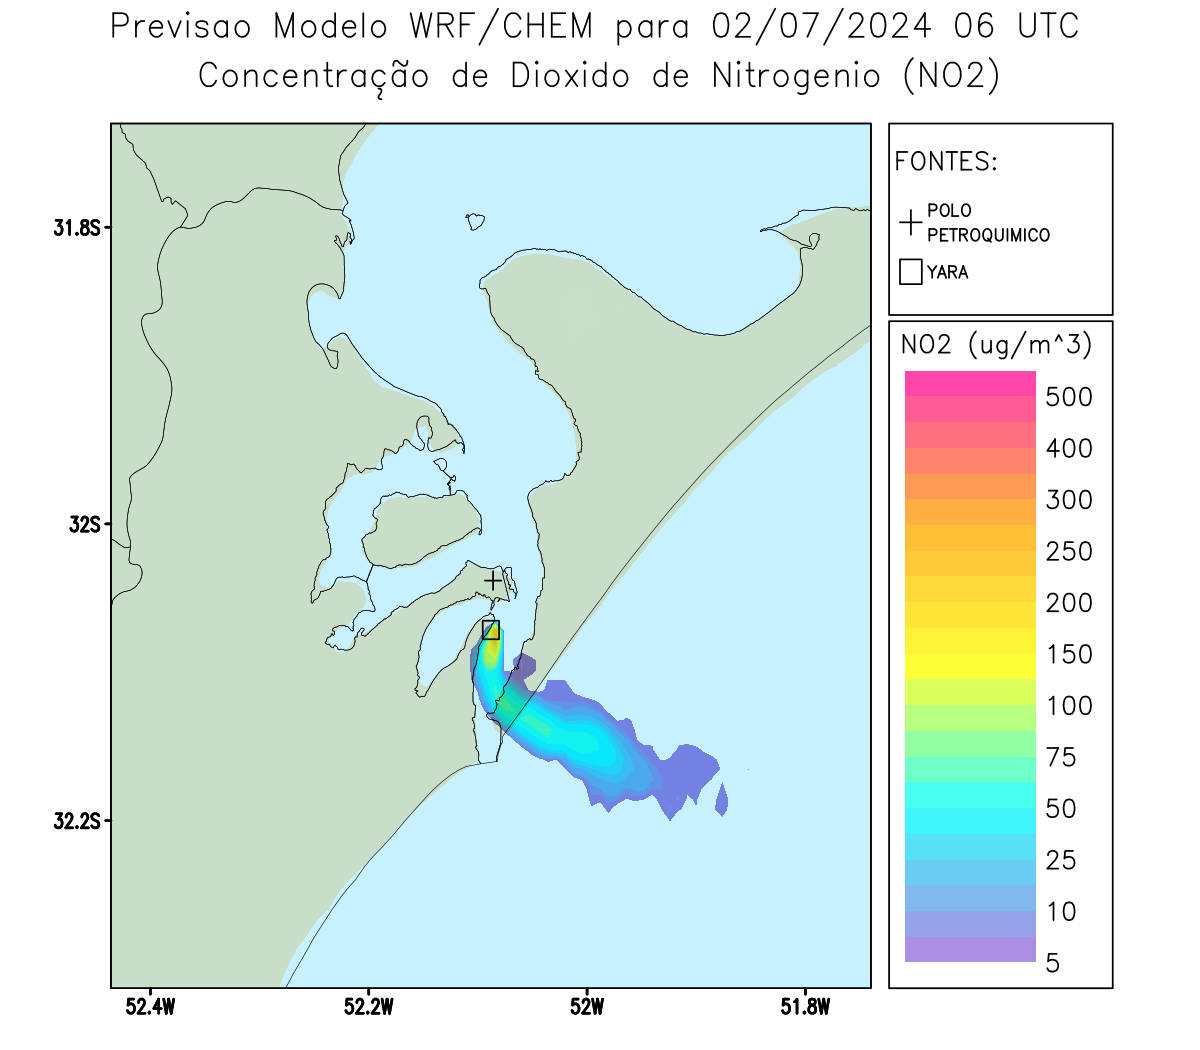 Previsao Modelo WRF/CHEM para 02/07/2024 06 UTC
Concentração de Dioxido de Nitrogenio (NO2)
FONTES:
POLO
PETROQUIMICO
YARA
NO2 (ug/m^3)
500
400
300
250
200
150
100
75
50
25
10
5
31.8S
32S
32.2S
52.4W
52.2W
52W
51.8W